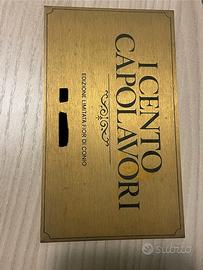 I CENTO
CAPOLAVORI
EDIZIONE LIMITATA FIOR DI CONIO
subito